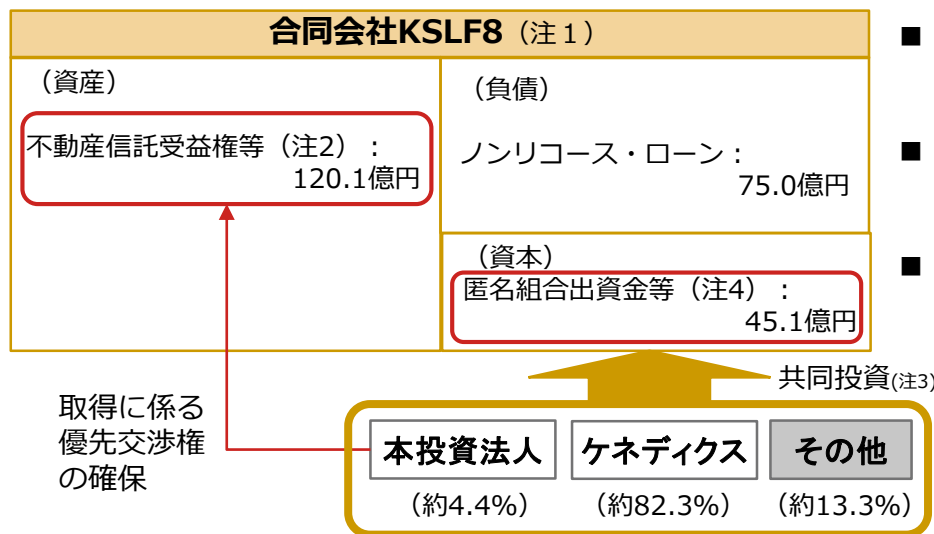 合同会社KSLF8（注１）
（資産）
不動産信託受益権等（注2）：
120.1億円
（負債）
ノンリコース・ローン：
75.0億円
（資本）
匿名組合出資金等（注4）：
45.1億円
共同投資(注3)
取得に係る
優先交渉権
の確保
本投資法人
ケネディクス
その他
（約4.4%）
（約82.3%）
（約13.3%）